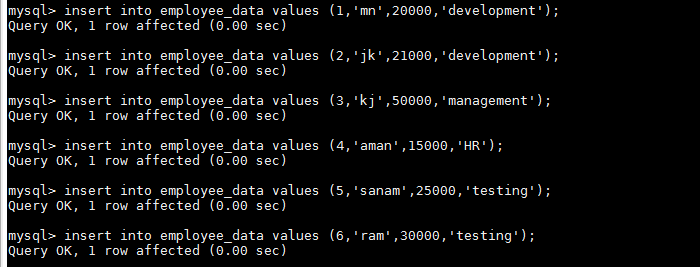 mysql> insert into employee_data values (1,'mn',20000,'development');
Query OK, 1 row affected (0.00 sec)
mysql> insert into employee_data values (2,'jk',21000,'development');
Query OK, 1 row affected (0.00 sec)
mysql> insert into employee_data values (3,'kj',50000,'management');
Query OK, 1 row affected (0.00 sec)
mysql> insert into employee_data values (4,'aman',15000,'HR');
Query OK, 1 row affected (0.00 sec)
mysql> insert into employee_data values (5,'sanam',25000,'testing');
Query OK, 1 row affected (0.00 sec)
mysql> insert into employee_data values (6,'ram',30000,'testing');
Query OK, 1 row affected (0.00 sec)